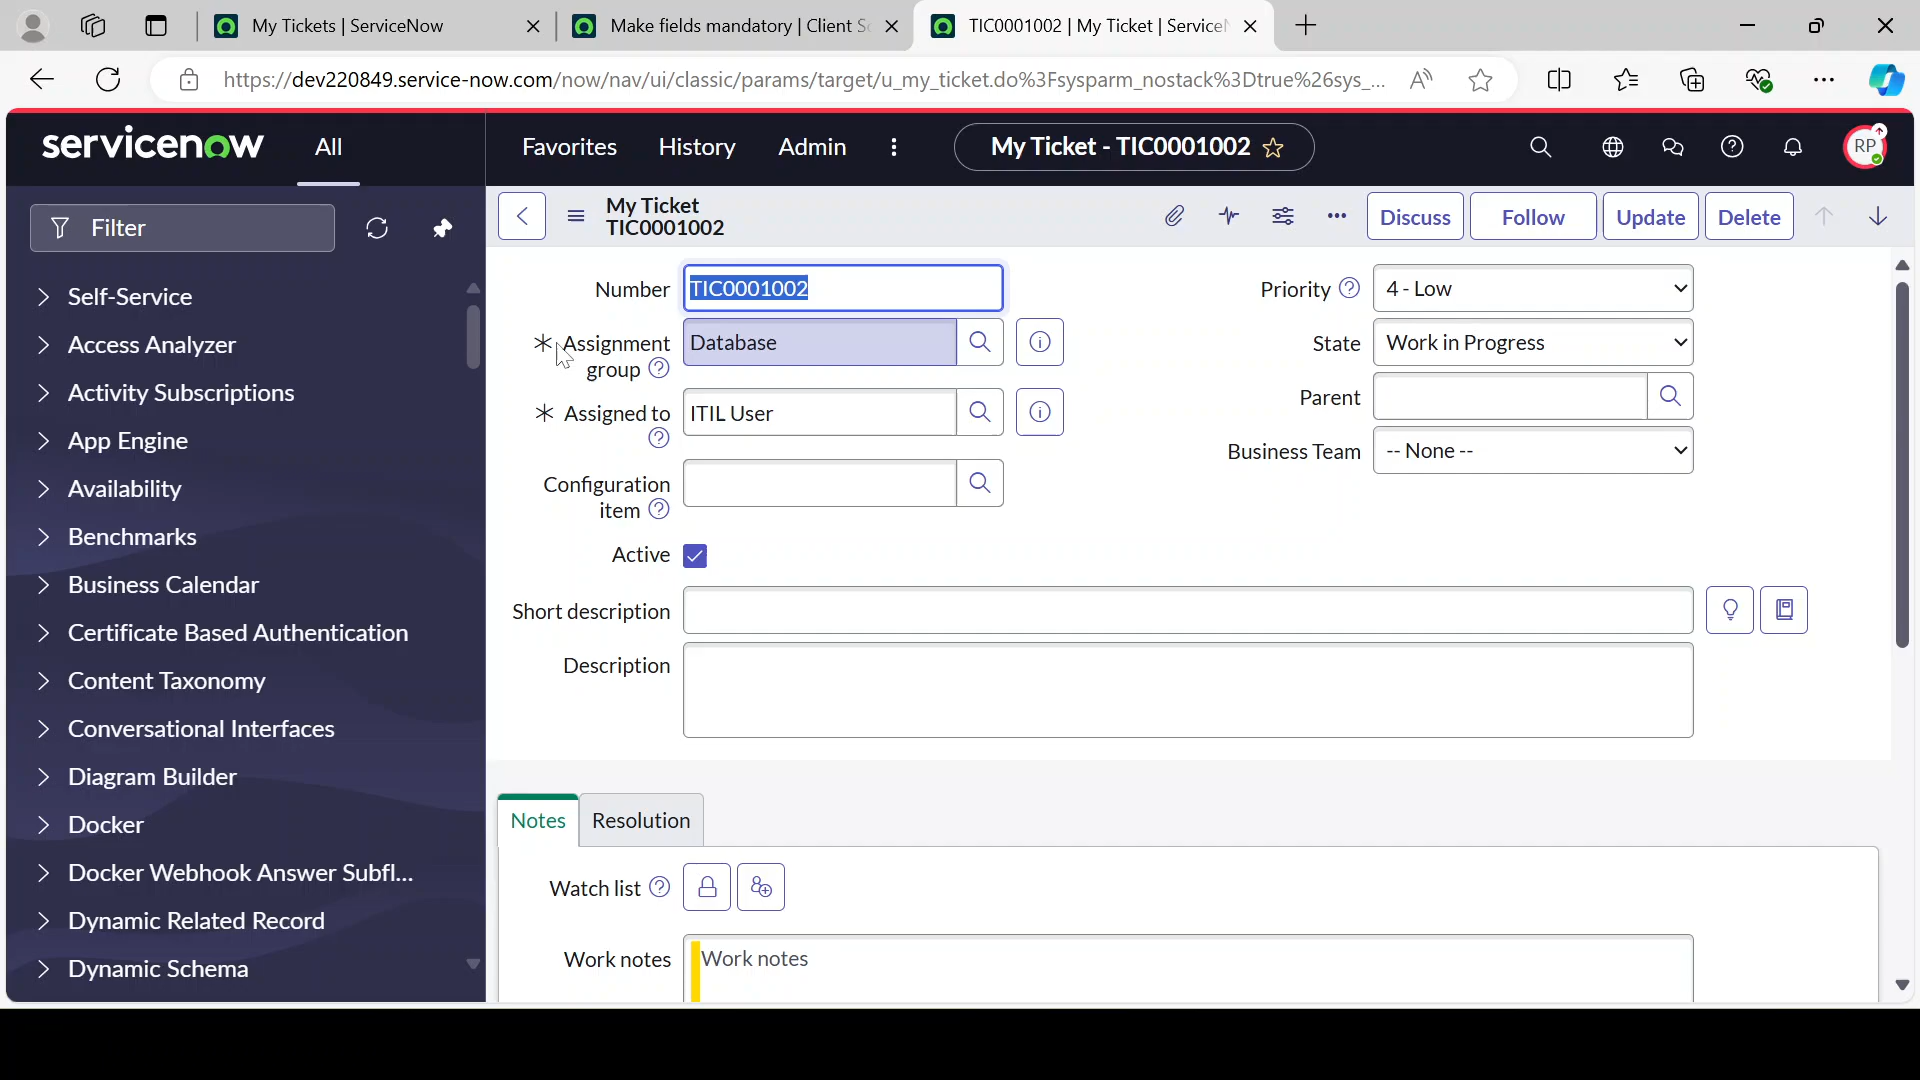 My Tickets | ServiceNow
Make fields mandatory | Client Sc
TIC0001002 | My Ticket | ServiceN
https://dev220849.service-now.com/now/nav/ui/classic/params/target/u_my_ticket.do%3Fsysparm_nostack%3Dtrue%26sys_...
servicenow
All
Favorites
History
Admin
My Ticket - TIC0001002
RP
Filter
My Ticket
TIC0001002
Discuss
Follow
Update
Delete
Self-Service
Access Analyzer
Activity Subscriptions
App Engine
Availability
Benchmarks
Business Calendar
Certificate Based Authentication
Content Taxonomy
Conversational Interfaces
Diagram Builder
Docker
Docker Webhook Answer Subfl...
Dynamic Related Record
Dynamic Schema
Number TIC0001002
Assignment
group
Database
Assigned to ITIL User
Configuration
item
Active
Short description
Description
Priority 4 - Low
State Work in Progress
Parent
Business Team -- None --
Notes
Resolution
Watch list
Work notes Work notes